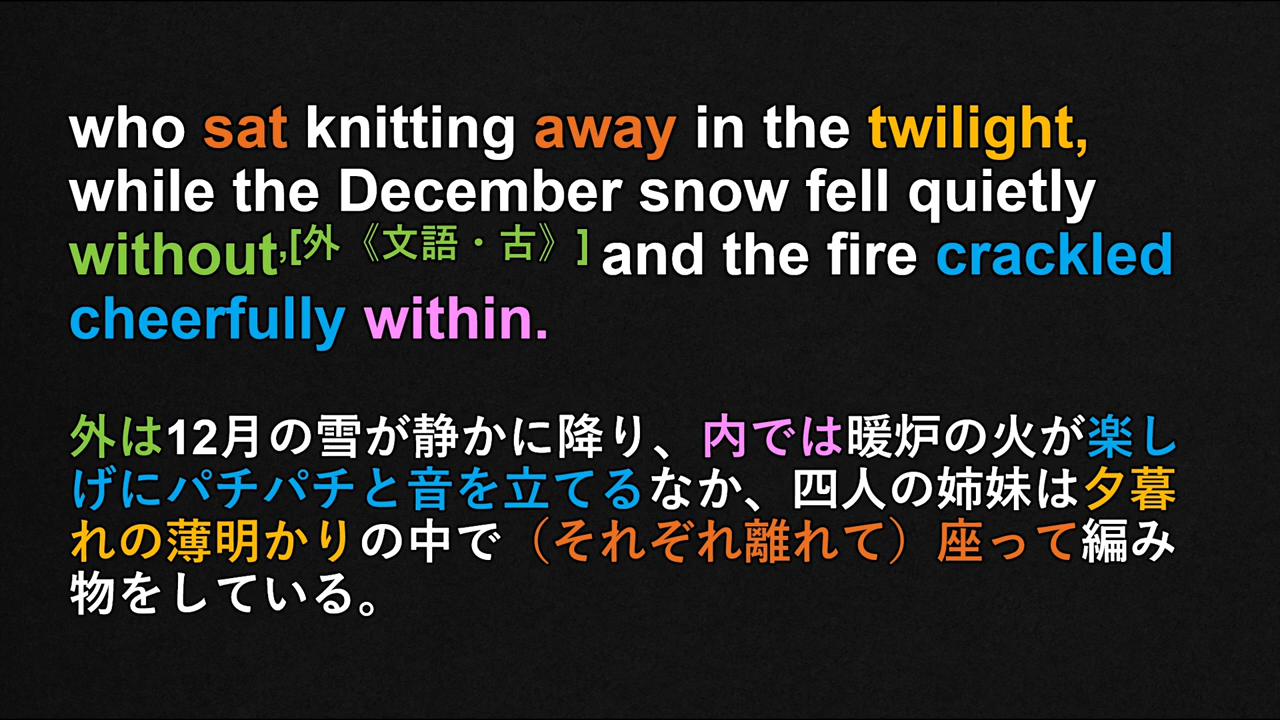 who sat knitting away in the twilight,
while the December snow fell quietly
without,[外《文語・古》] and the fire crackled
cheerfully within.
外は12月の雪が静かに降り、内では暖炉の火が楽し
げにパチパチと音を立てるなか、四人の姉妹は夕暮
れの薄明かりの中で（それぞれ離れて）座って編み
物をしている。